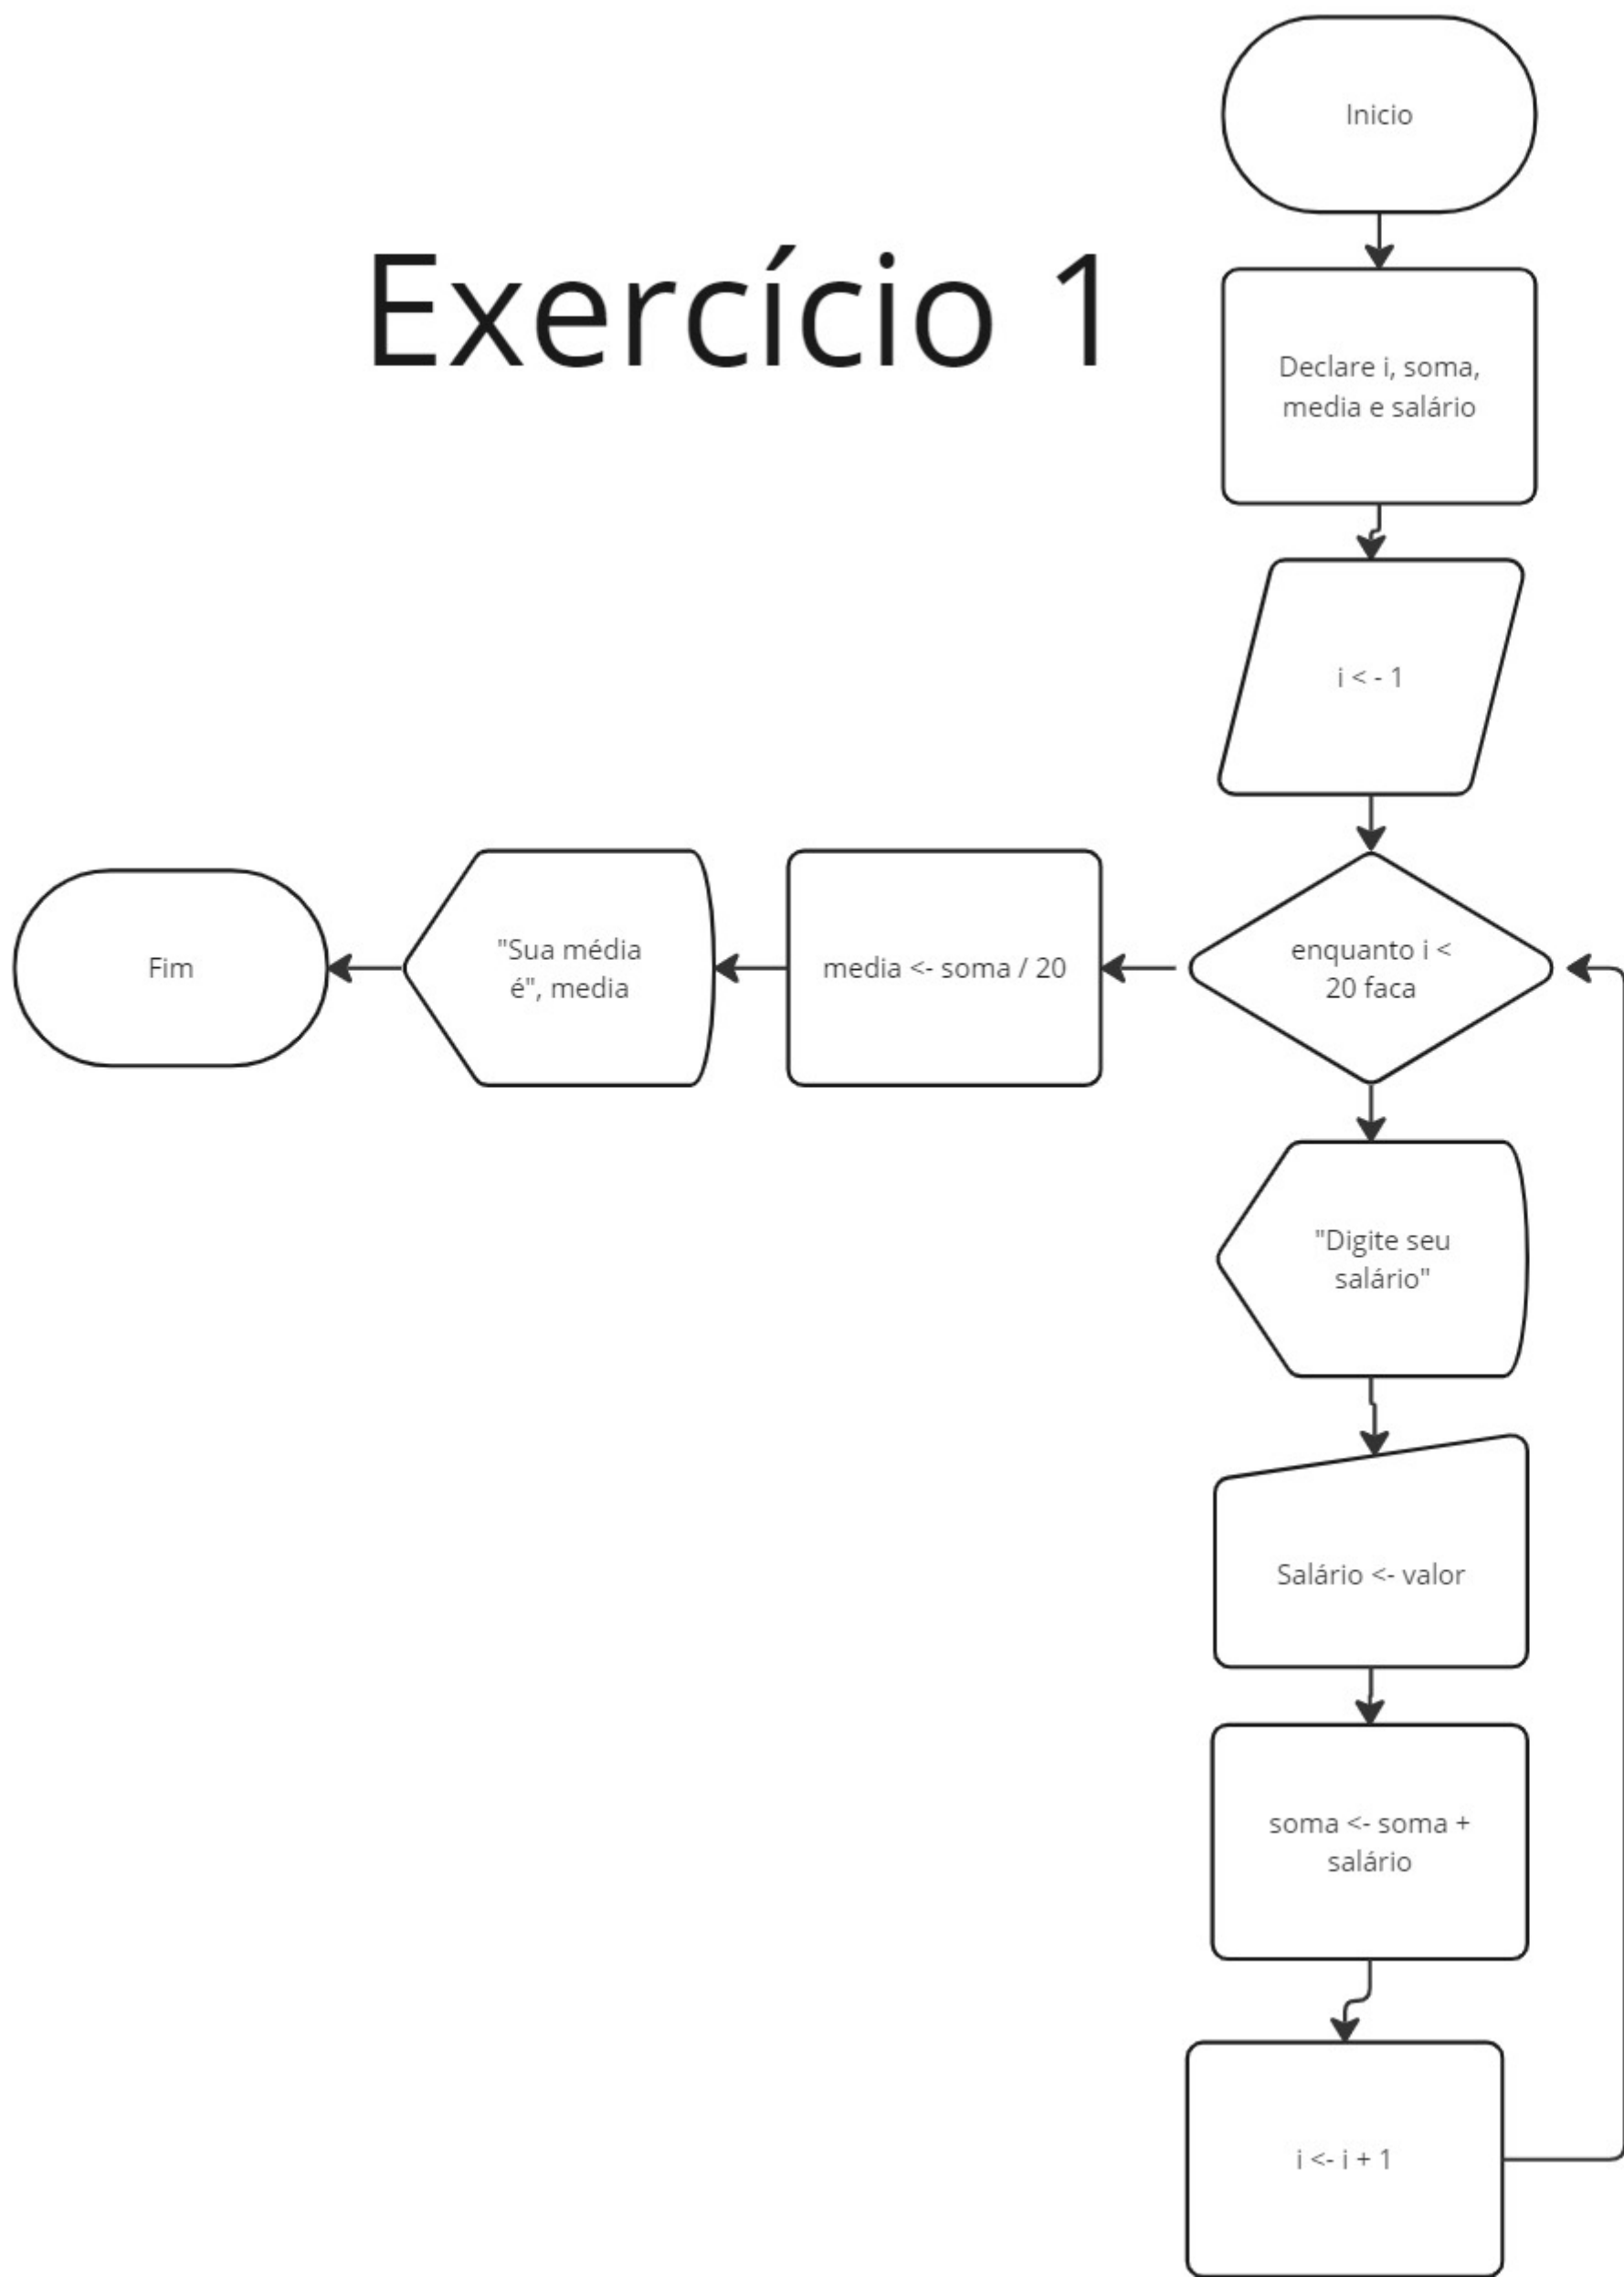 Inicio
Exercício 1
Declare i, soma,
media e salário
i < - 1
enquanto i <
20 faca
media <- soma / 20
"Sua média
é", media
Fim
"Digite seu
salário"
Salário <- valor
soma <- soma +
salário
i <- i + 1